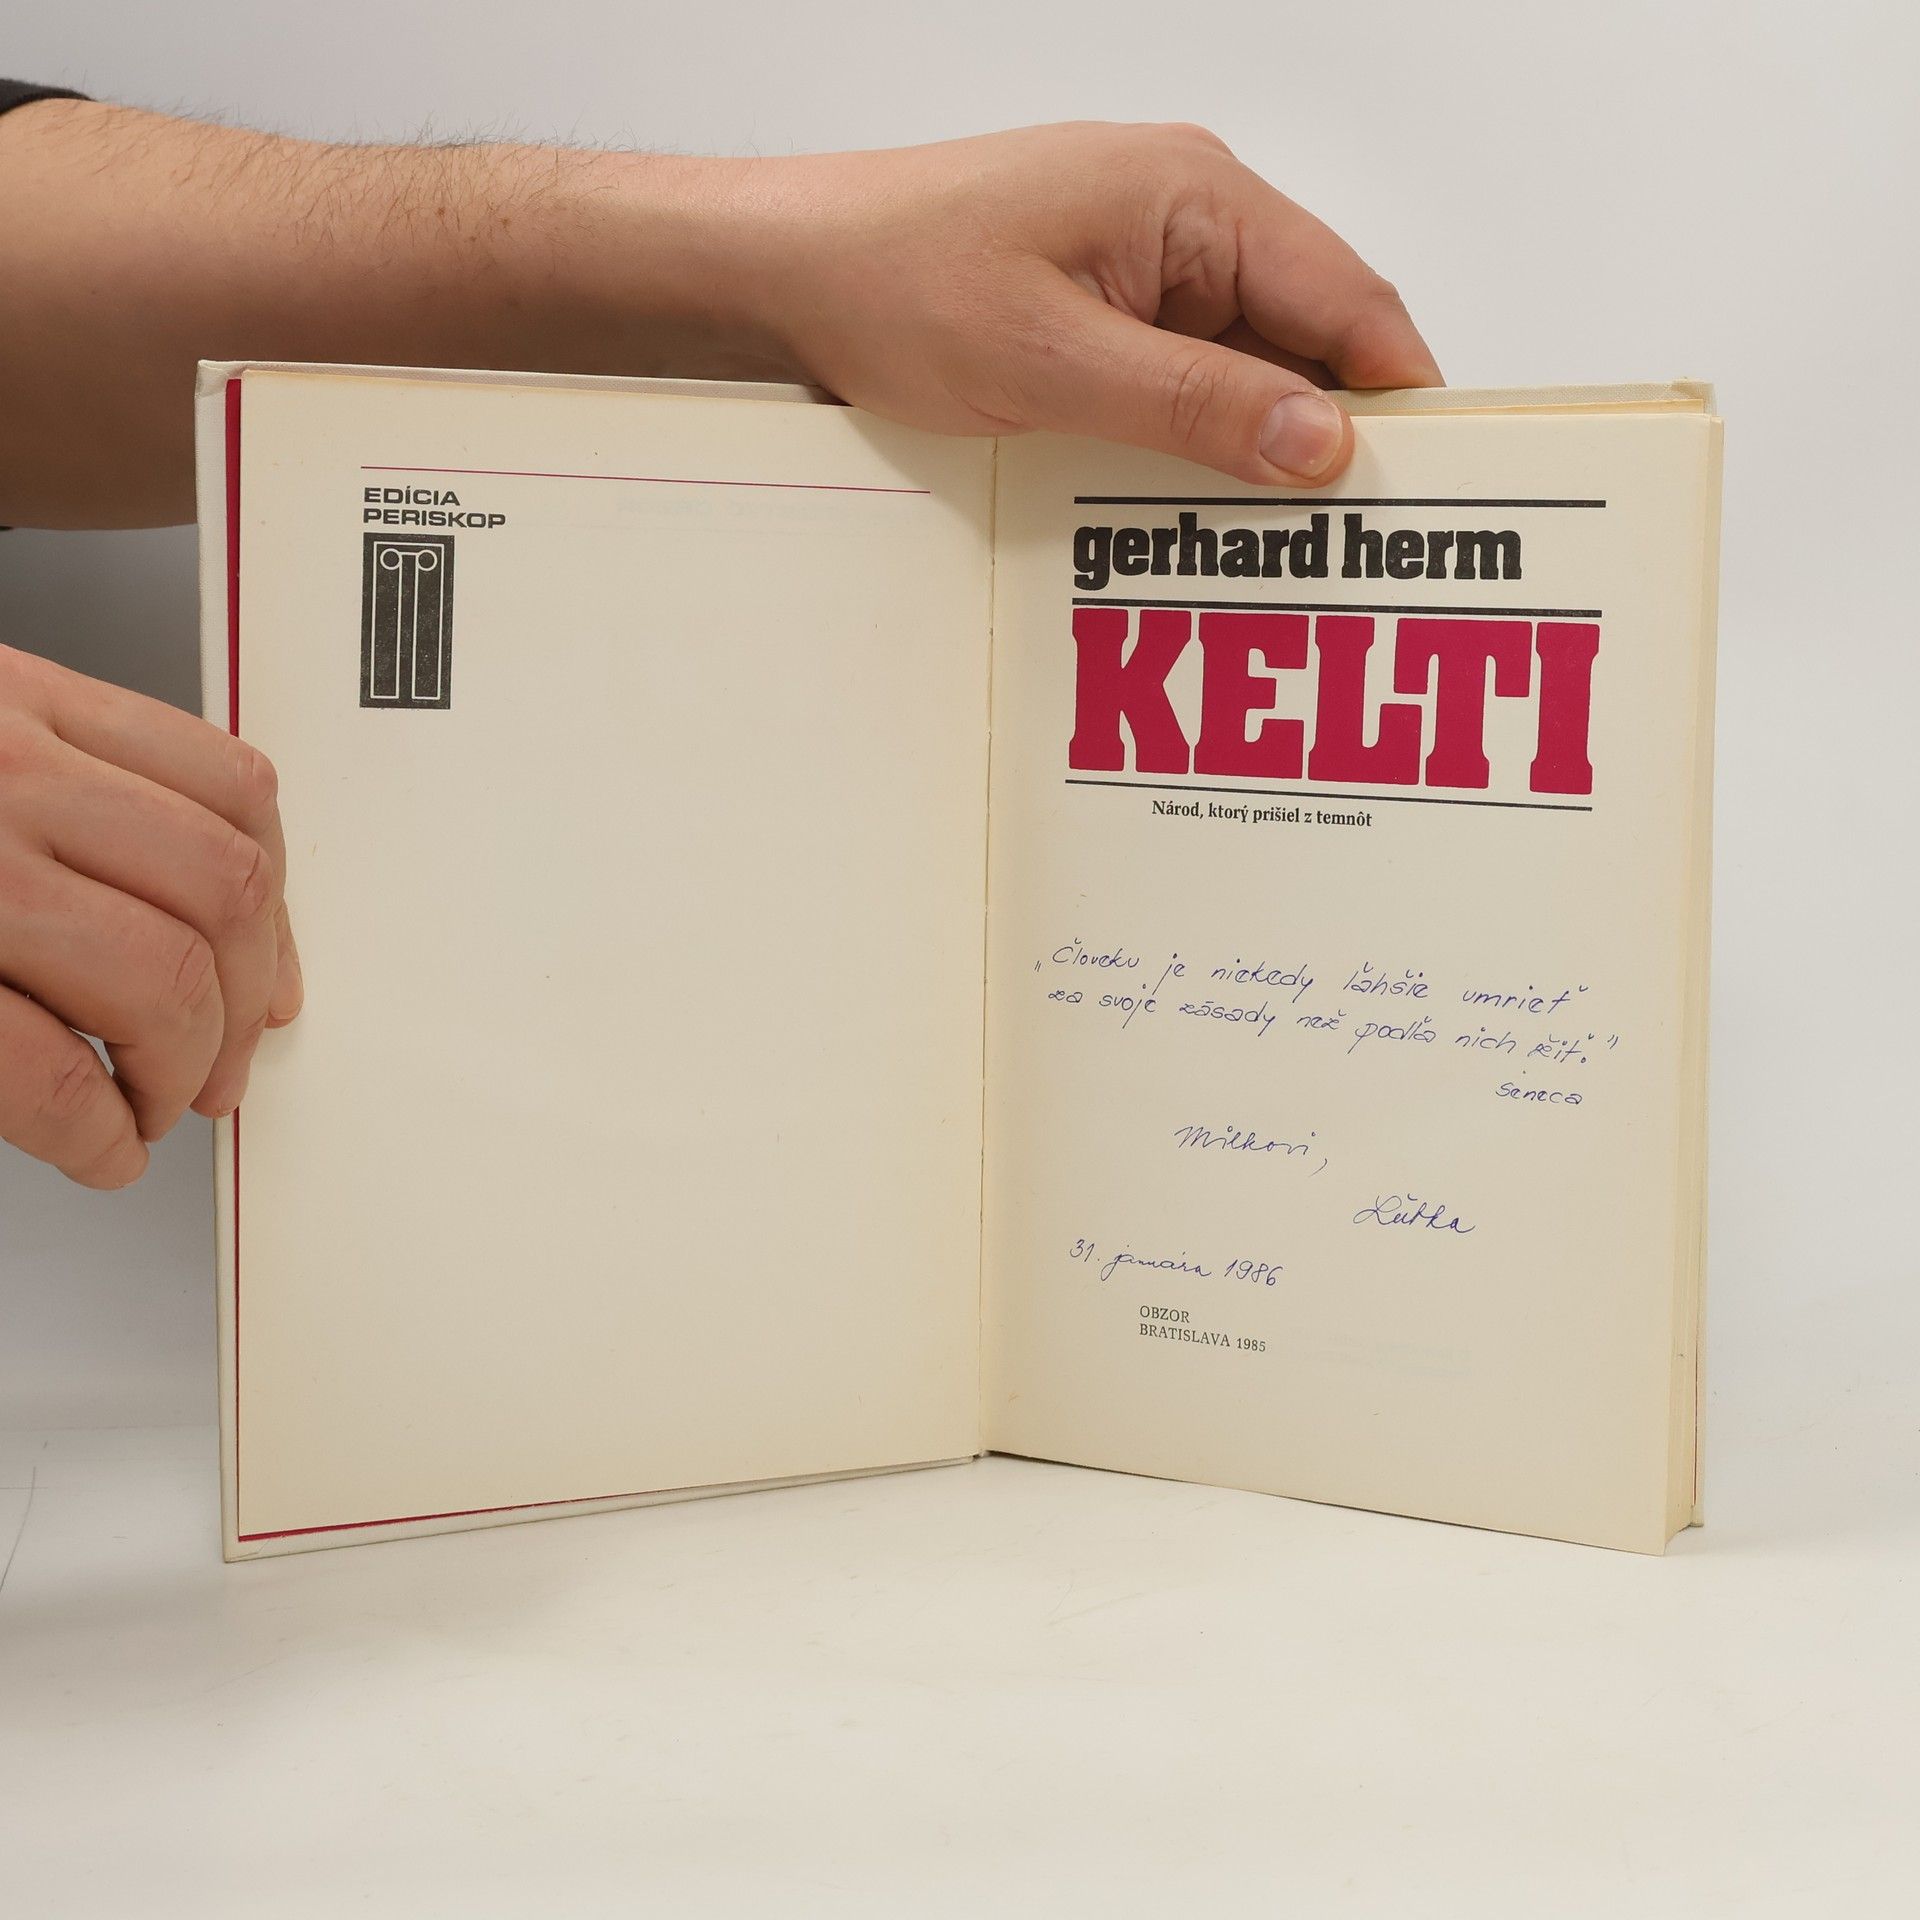 EDÍCIA
PERISKOP
gerhard herm
KELTI
Národ, ktorý prišiel z temnôt
„Človeku je niekedy ľahšie umrieť
za svoje zásady než podľa nich žiť."
Seneca
Milkovi,
Ľubka
31. januára 1986
OBZOR
BRATISLAVA 1985